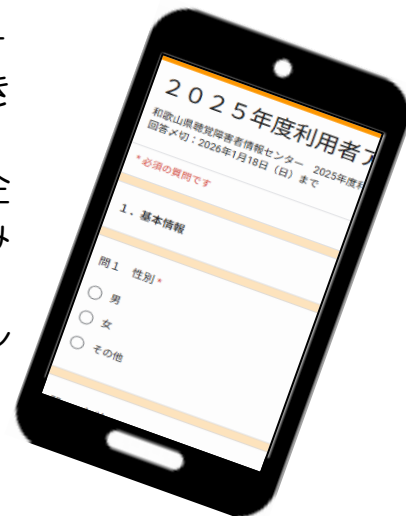 ２０２５年度利用者ア
和歌山県聴覚障害者情報センター　2025年度利
回答〆切：2026年1月18日（日）まで
*必須の質問です
１．基本情報
問１　性別*
男
女
その他